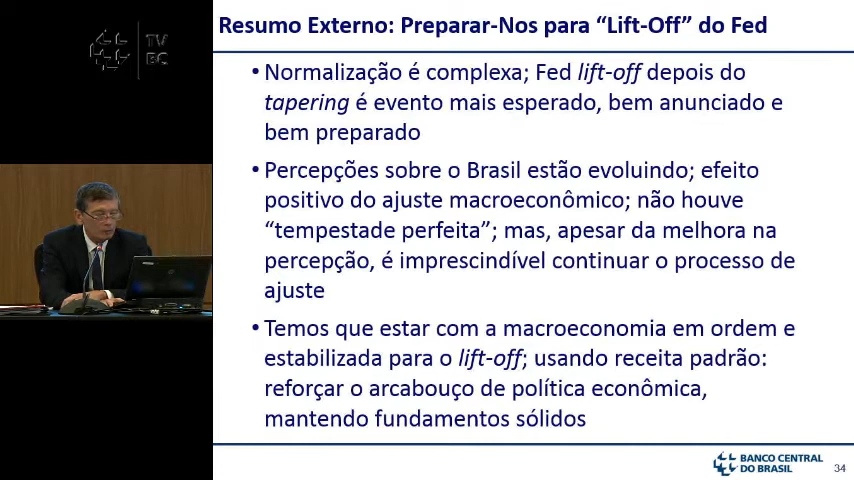 Resumo Externo: Preparar-Nos para “Lift-Off” do Fed
TV
BC
• Normalização é complexa; Fed lift-off depois do
tapering é evento mais esperado, bem anunciado e
bem preparado
• Percepções sobre o Brasil estão evoluindo; efeito
positivo do ajuste macroeconômico; não houve
“tempestade perfeita”; mas, apesar da melhora na
percepção, é imprescindível continuar o processo de
ajuste
• Temos que estar com a macroeconomia em ordem e
estabilizada para o lift-off; usando receita padrão:
reforçar o arcabouço de política econômica,
mantendo fundamentos sólidos
BANCO CENTRAL
DO BRASIL
34